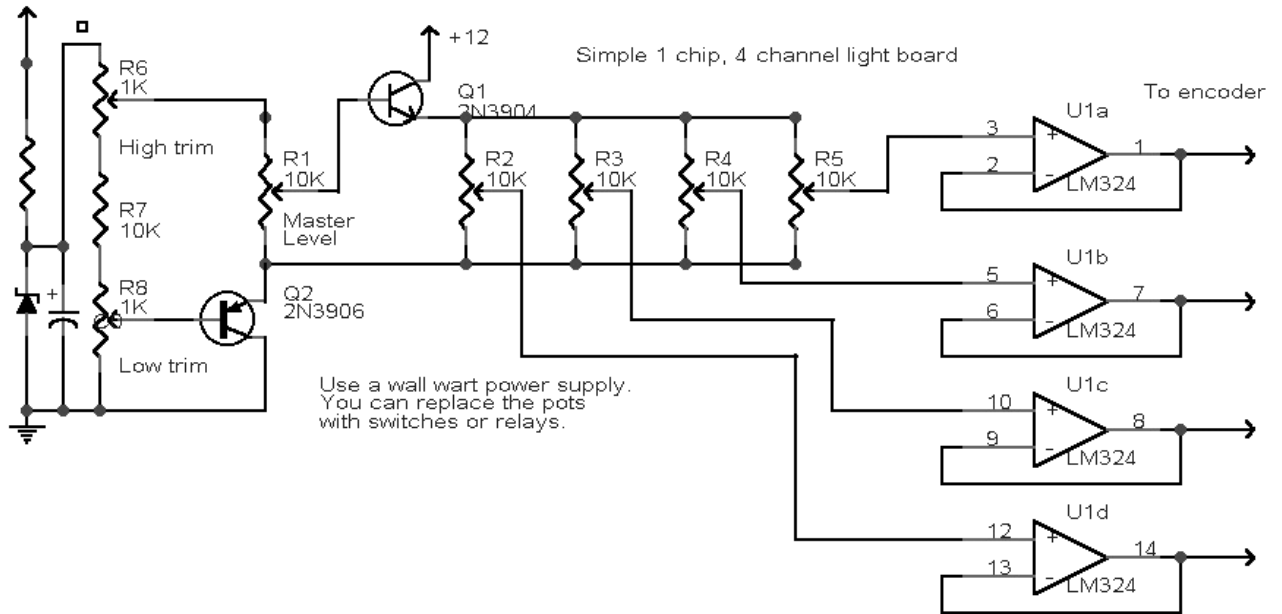 +12
Simple 1 chip, 4 channel light board
To encoder
R6
1K
High trim
Q1
2N3904
R1
10K
Master
Level
R2
10K
R3
10K
R4
10K
R5
10K
3
2
+
-
U1a
1
LM324
R7
10K
R8
1K
Low trim
+
Q2
2N3906
5
6
+
-
U1b
7
LM324
Use a wall wart power supply.
You can replace the pots
with switches or relays.
10
9
+
-
U1c
8
LM324
12
13
+
-
U1d
14
LM324